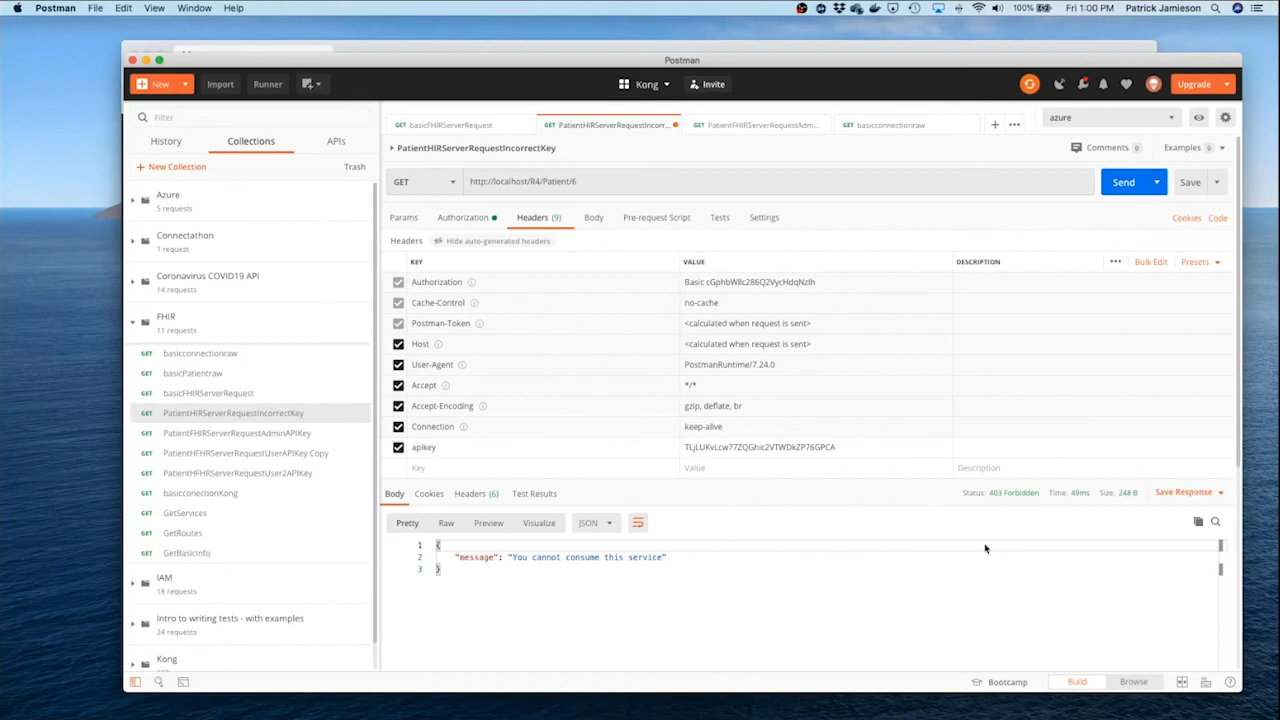 Postman File Edit View Window Help 100% Fri 1:00 PM Patrick Jamieson
Postman
New Import Runner Kong Invite Upgrade
Filter
History Collections APIs
New Collection Trash
Azure
5 requests
Connectathon
1 request
Coronavirus COVID19 API
14 requests
FHIR
11 requests
GET basicconnectionraw
GET basicPatientraw
GET basicFHIRServerRequest
GET PatientHIRServerRequestIncorrectKey
GET PatientFHIRServerRequestAdminAPIKey
GET PatientHFHRServerRequestUserAPIKey Copy
GET PatientHFHRServerRequestUser2APIKey
GET basicconectionKong
GET GetServices
GET GetRoutes
GET GetBasicInfo
IAM
18 requests
Intro to writing tests - with examples
24 requests
Kong
GET basicFHIRServerRequest GET PatientHIRServerRequestIncorr... GET PatientFHIRServerRequestAdm... GET basicconnectionraw
azure
PatientHIRServerRequestIncorrectKey Comments 0 Examples 0
GET http://localhost/R4/Patient/6 Send Save
Params Authorization Headers (9) Body Pre-request Script Tests Settings Cookies Code
Headers Hide auto-generated headers
KEY VALUE DESCRIPTION Bulk Edit Presets
Authorization Basic cGphbWllc286Q2VycHdqNzIh
Cache-Control no-cache
Postman-Token <calculated when request is sent>
Host <calculated when request is sent>
User-Agent PostmanRuntime/7.24.0
Accept */*
Accept-Encoding gzip, deflate, br
Connection keep-alive
apikey TLjLUKvLcw77ZQGhic2VTWDkZP76GPCA
Key Value Description
Body Cookies Headers (6) Test Results Status: 403 Forbidden Time: 49ms Size: 248 B Save Response
Pretty Raw Preview Visualize JSON
1 {
2 "message": "You cannot consume this service"
3 }
Bootcamp Build Browse